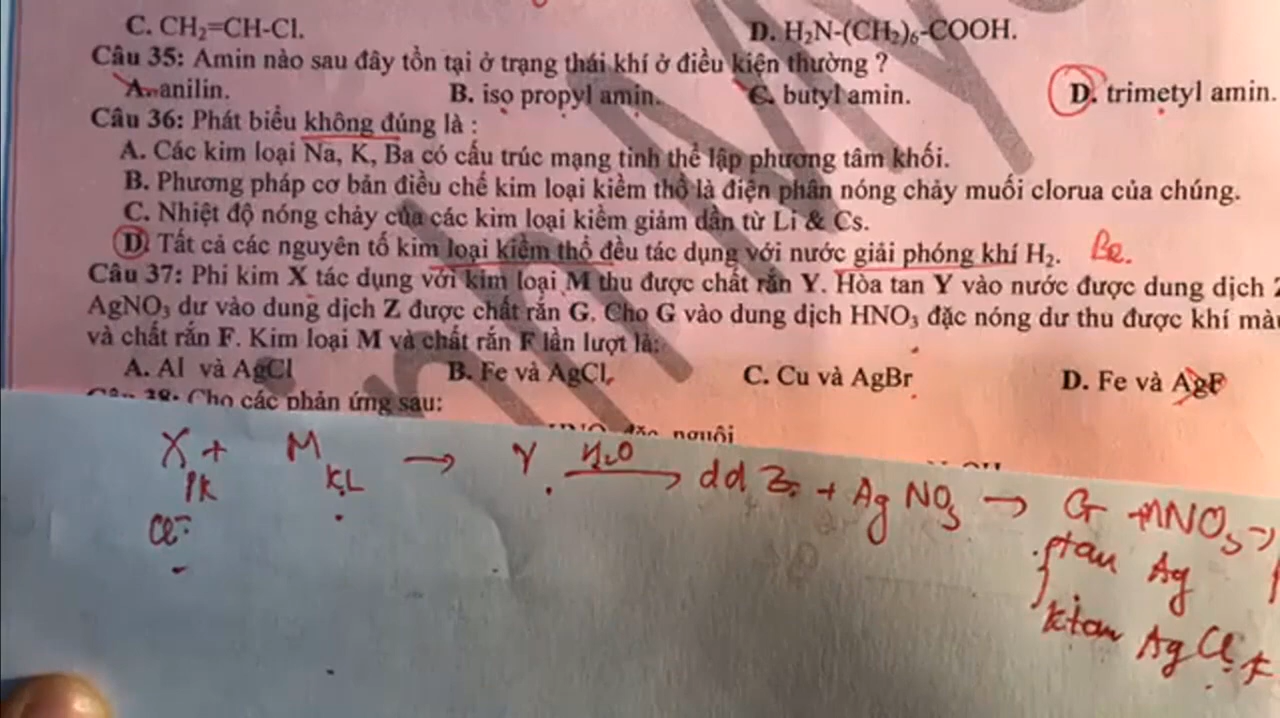 C. CH₂=CH-Cl. D. H₂N-(CH₂)₆-COOH.
Câu 35: Amin nào sau đây tồn tại ở trạng thái khí ở điều kiện thường ?
A. anilin. B. iso propyl amin. C. butyl amin. D. trimetyl amin.
Câu 36: Phát biểu không đúng là :
A. Các kim loại Na, K, Ba có cấu trúc mạng tinh thể lập phương tâm khối.
B. Phương pháp cơ bản điều chế kim loại kiềm thổ là điện phân nóng chảy muối clorua của chúng.
C. Nhiệt độ nóng chảy của các kim loại kiềm giảm dần từ Li & Cs.
D. Tất cả các nguyên tố kim loại kiềm thổ đều tác dụng với nước giải phóng khí H₂. Be.
Câu 37: Phi kim X tác dụng với kim loại M thu được chất rắn Y. Hòa tan Y vào nước được dung dịch
AgNO₃ dư vào dung dịch Z được chất rắn G. Cho G vào dung dịch HNO₃ đặc nóng dư thu được khí
và chất rắn F. Kim loại M và chất rắn F lần lượt là:
A. Al và AgCl B. Fe và AgCl. C. Cu và AgBr D. Fe và AgF
38: Cho các phản ứng sau:
đặc nguội
X + M → Y H₂O → dd Z + AgNO₃ → G + HNO₃ →
PK KL tan Ag
ktan AgCl